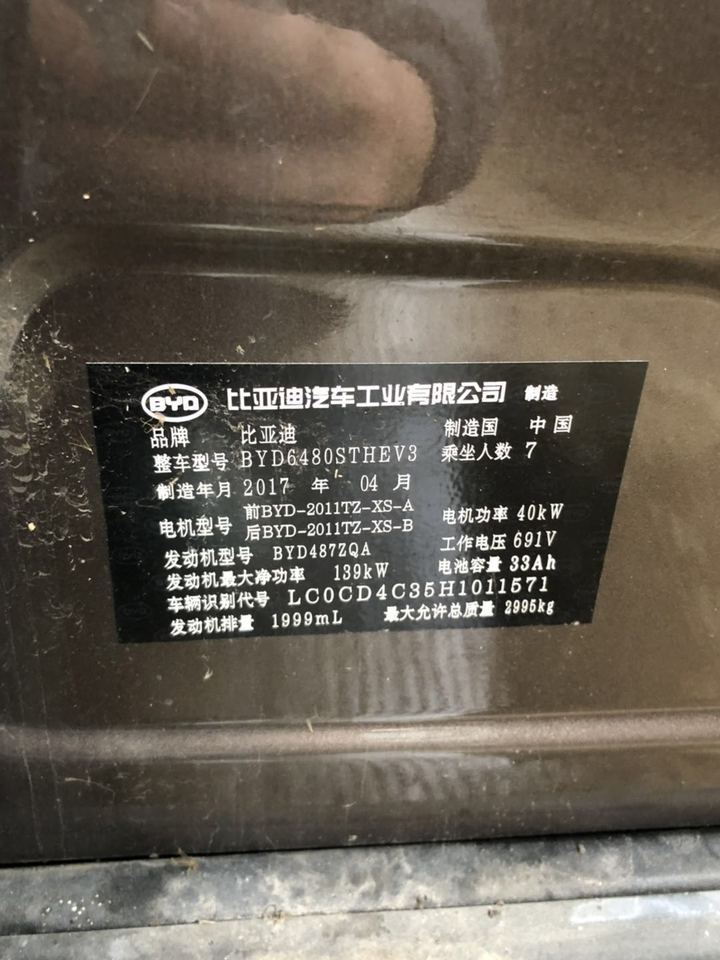 BYD 比亚迪汽车工业有限公司 制造
品牌 比亚迪 制造国 中国
整车型号 BYD6480STHEV3 乘坐人数 7
制造年月 2017 年 04 月
电机型号 前BYD-2011TZ-XS-A 后BYD-2011TZ-XS-B 电机功率 40kW
发动机型号 BYD487ZQA 工作电压 691V
发动机最大净功率 139kW 电池容量 33Ah
车辆识别代号 LC0CD4C35H1011571
发动机排量 1999mL 最大允许总质量 2995kg